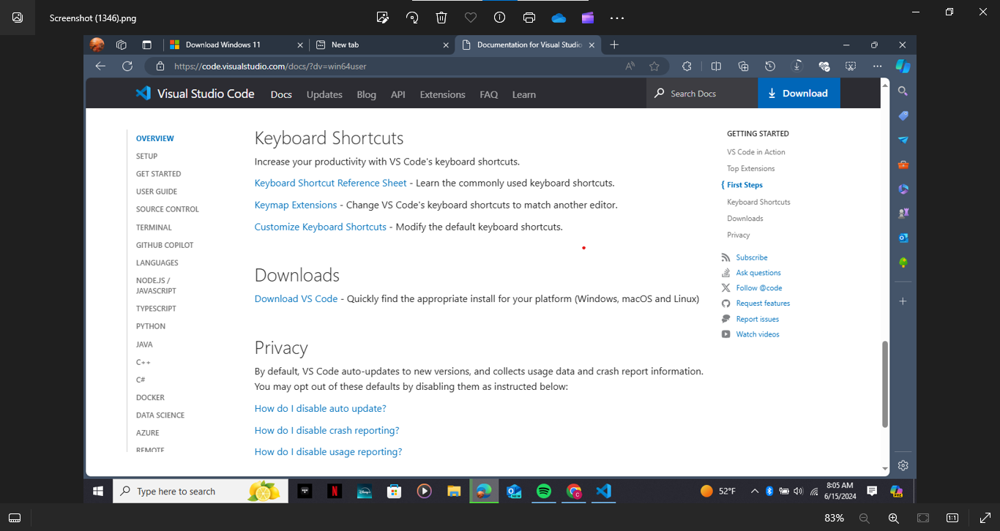 Screenshot (1346).png
Download Windows 11
New tab
Documentation for Visual Studio
https://code.visualstudio.com/docs/?dv=win64user
Visual Studio Code
Docs
Updates
Blog
API
Extensions
FAQ
Learn
Search Docs
Download
OVERVIEW
SETUP
GET STARTED
USER GUIDE
SOURCE CONTROL
TERMINAL
GITHUB COPILOT
LANGUAGES
NODE.JS /
JAVASCRIPT
TYPESCRIPT
PYTHON
JAVA
C++
C#
DOCKER
DATA SCIENCE
AZURE
REMOTE
Keyboard Shortcuts
Increase your productivity with VS Code's keyboard shortcuts.
Keyboard Shortcut Reference Sheet - Learn the commonly used keyboard shortcuts.
Keymap Extensions - Change VS Code's keyboard shortcuts to match another editor.
Customize Keyboard Shortcuts - Modify the default keyboard shortcuts.
Downloads
Download VS Code - Quickly find the appropriate install for your platform (Windows, macOS and Linux)
Privacy
By default, VS Code auto-updates to new versions, and collects usage data and crash report information.
You may opt out of these defaults by disabling them as instructed below:
How do I disable auto update?
How do I disable crash reporting?
How do I disable usage reporting?
GETTING STARTED
VS Code in Action
Top Extensions
{ First Steps
Keyboard Shortcuts
Downloads
Privacy
Subscribe
Ask questions
Follow @code
Request features
Report issues
Watch videos
Type here to search
52°F
8:05 AM
6/15/2024
83%
1:1